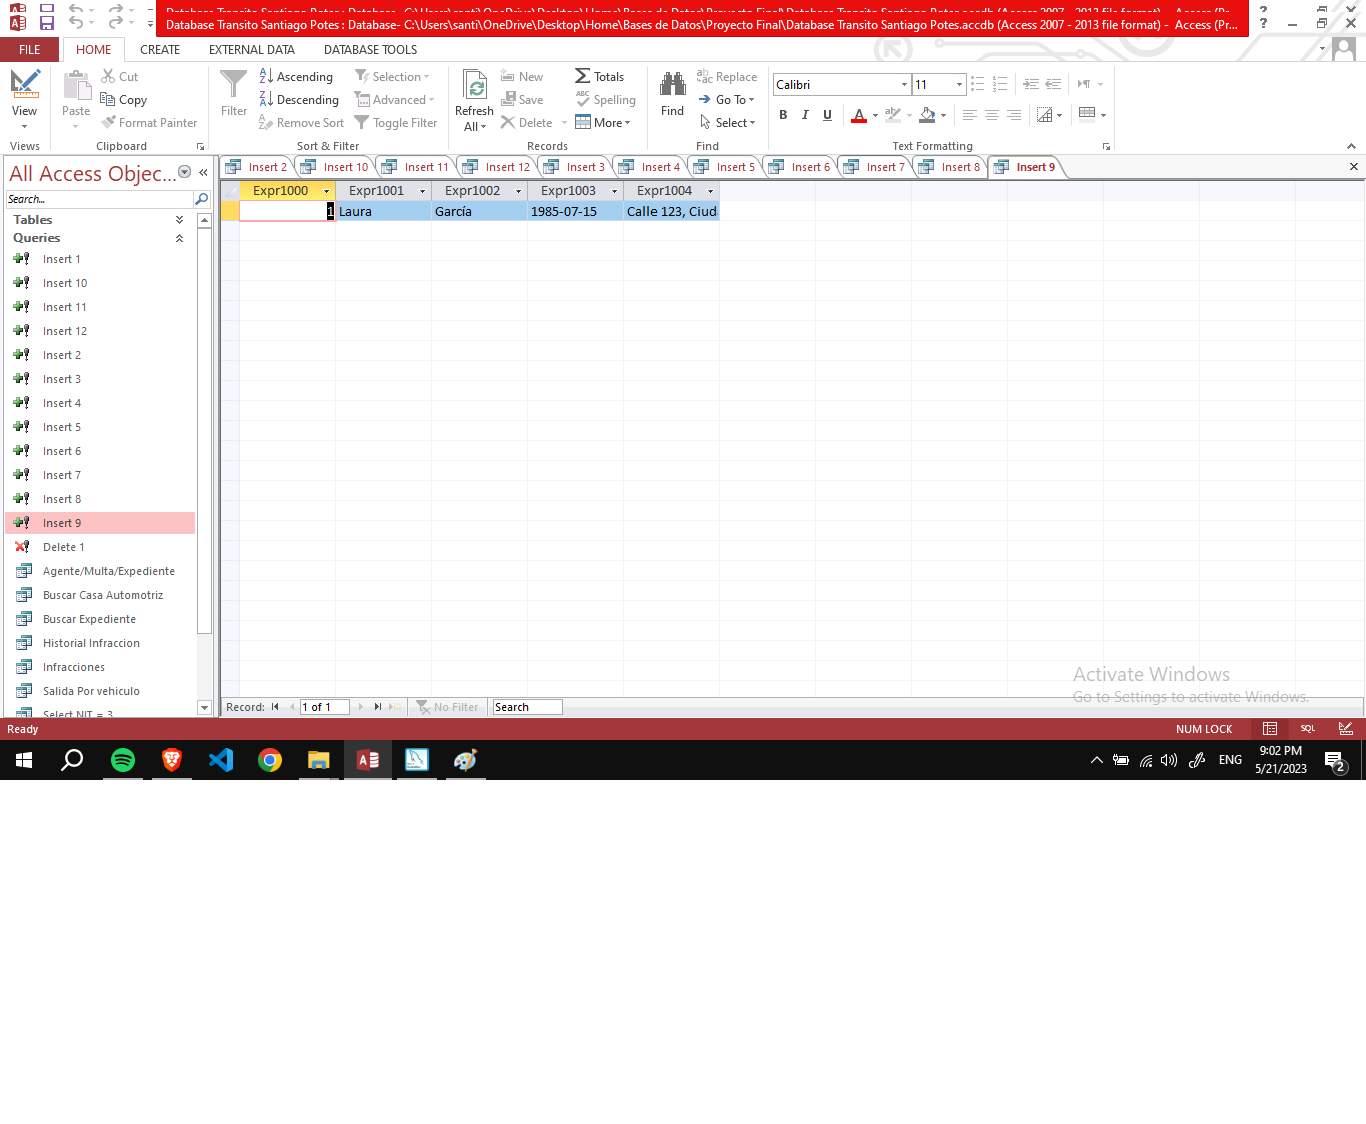 Database Transito Santiago Potes : Database- C:\Users\santi\OneDrive\Desktop\Home\Bases de Datos\Proyecto Final\Database Transito Santiago Potes.accdb (Access 2007 - 2013 file format) - Access (Pr...
FILE HOME CREATE EXTERNAL DATA DATABASE TOOLS
View Paste Cut Copy Format Painter
Filter Ascending Descending Remove Sort Selection Advanced Toggle Filter
Refresh All New Save Delete Totals Spelling More
Find Replace Go To Select
Calibri 11
B I U A ab
Views Clipboard Sort & Filter Records Find Text Formatting
All Access Objec... «
Search...
Tables
Queries
Insert 1
Insert 10
Insert 11
Insert 12
Insert 2
Insert 3
Insert 4
Insert 5
Insert 6
Insert 7
Insert 8
Insert 9
Delete 1
Agente/Multa/Expediente
Buscar Casa Automotriz
Buscar Expediente
Historial Infraccion
Infracciones
Salida Por vehiculo
Select NIT = 3
Insert 2 Insert 10 Insert 11 Insert 12 Insert 3 Insert 4 Insert 5 Insert 6 Insert 7 Insert 8 Insert 9
Expr1000 Expr1001 Expr1002 Expr1003 Expr1004
1 Laura García 1985-07-15 Calle 123, Ciud
Activate Windows
Go to Settings to activate Windows.
Record: 1 of 1 No Filter Search
Ready NUM LOCK SQL
ENG 9:02 PM
5/21/2023
2